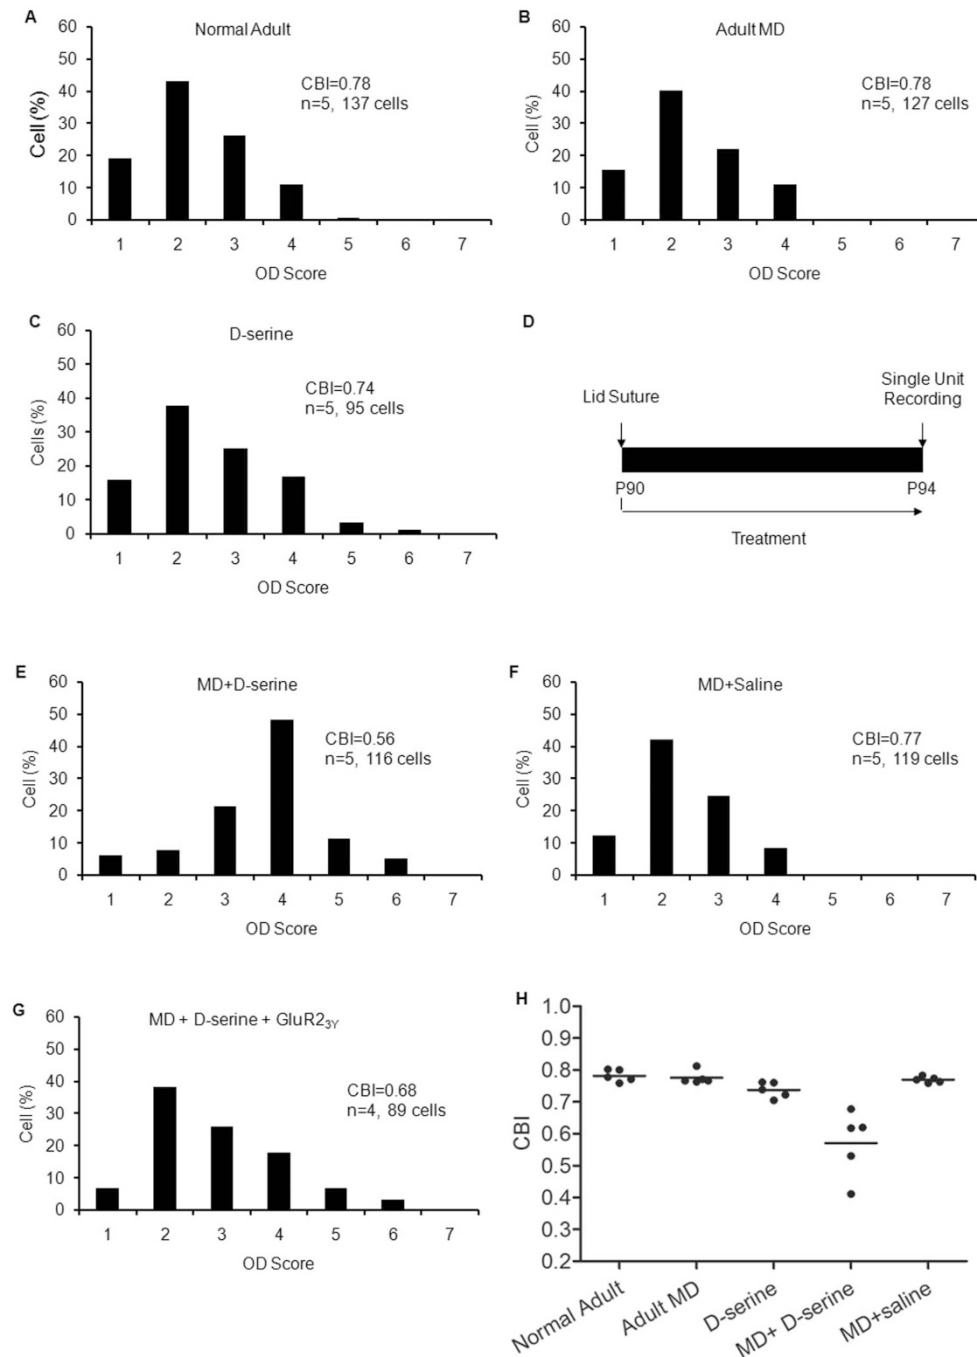 A
Normal Adult
60
50
40
30
20
10
0
Cell (%)
CBI=0.78
n=5, 137 cells
1 2 3 4 5 6 7
OD Score
B
Adult MD
60
50
40
30
20
10
0
Cell (%)
CBI=0.78
n=5, 127 cells
1 2 3 4 5 6 7
OD Score
C
D-serine
60
50
40
30
20
10
0
Cells (%)
CBI=0.74
n=5, 95 cells
1 2 3 4 5 6 7
OD Score
D
Lid Suture
Single Unit
Recording
P90
P94
Treatment
E
MD+D-serine
60
50
40
30
20
10
0
Cell (%)
CBI=0.56
n=5, 116 cells
1 2 3 4 5 6 7
OD Score
F
MD+Saline
60
50
40
30
20
10
0
Cell (%)
CBI=0.77
n=5, 119 cells
1 2 3 4 5 6 7
OD Score
G
MD + D-serine + GluR2₃Y
60
50
40
30
20
10
0
Cell (%)
CBI=0.68
n=4, 89 cells
1 2 3 4 5 6 7
OD Score
H
1.0
0.9
0.8
0.7
0.6
0.5
0.4
0.3
0.2
CBI
Normal Adult
Adult MD
D-serine
MD+ D-serine
MD+saline